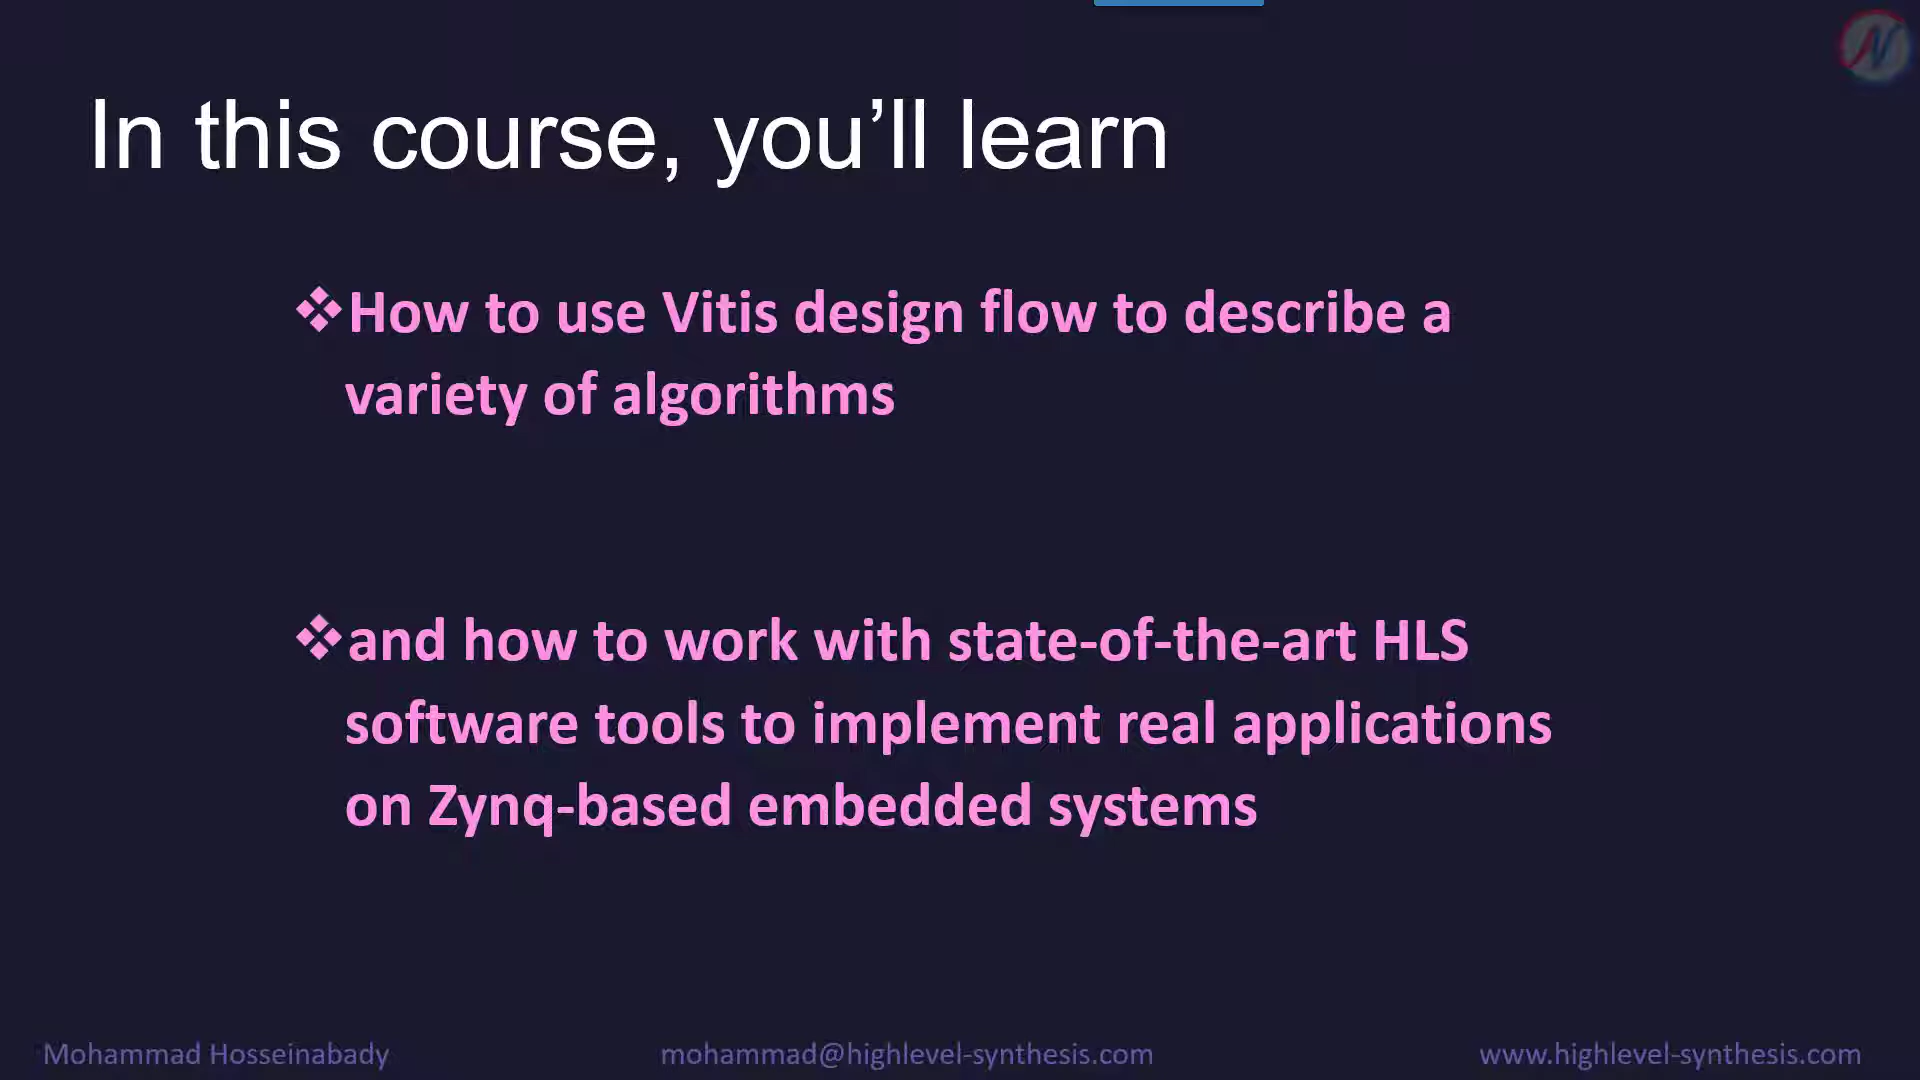 In this course, you’ll learn
❖How to use Vitis design flow to describe a
variety of algorithms
❖and how to work with state-of-the-art HLS
software tools to implement real applications
on Zynq-based embedded systems
Mohammad Hosseinabady mohammad@highlevel-synthesis.com www.highlevel-synthesis.com